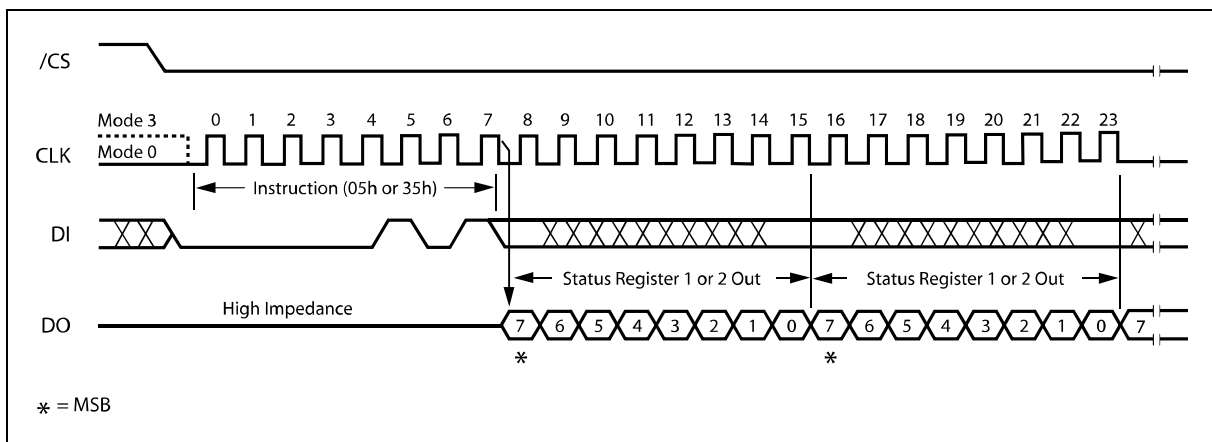 /CS
Mode 3
0 1 2 3 4 5 6 7 8 9 10 11 12 13 14 15 16 17 18 19 20 21 22 23
CLK
Mode 0
Instruction (05h or 35h)
DI
Status Register 1 or 2 Out Status Register 1 or 2 Out
High Impedance
DO
7 6 5 4 3 2 1 0 7 6 5 4 3 2 1 0 7
* *
* = MSB